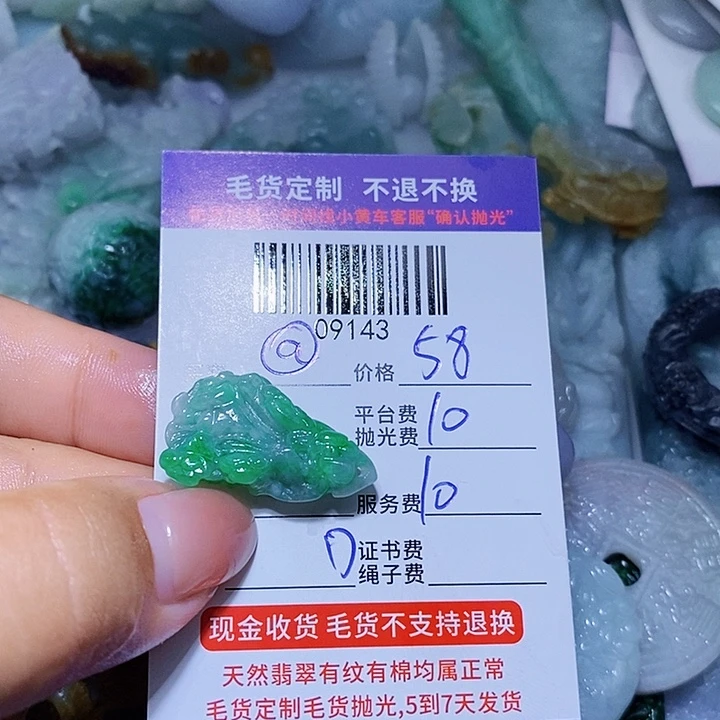 毛货定制 不退不换
小黄车客服“确认抛光”
09143
@ 价格 58
平台费
抛光费 10
服务费 10
证书费
绳子费
现金收货 毛货不支持退换
天然翡翠有纹有棉均属正常
毛货定制毛货抛光,5到7天发货